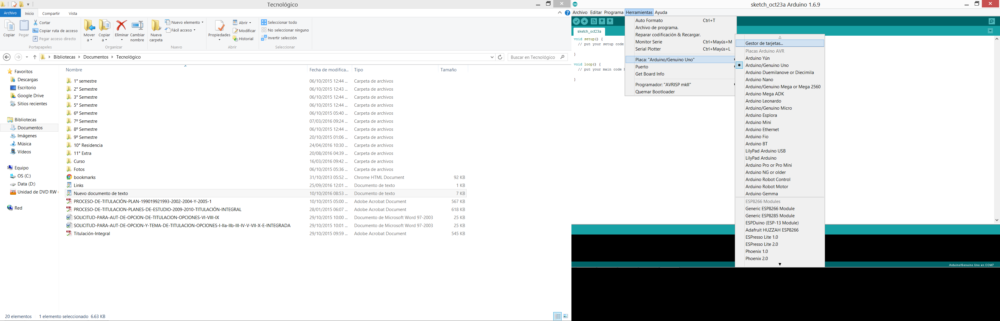 Tecnológico
Archivo Inicio Compartir Vista
Copiar
Pegar
Cortar
Copiar ruta de acceso
Pegar acceso directo
Portapapeles
Mover a
Copiar a
Eliminar
Cambiar nombre
Organizar
Nueva carpeta
Nuevo elemento
Fácil acceso
Nuevo
Propiedades
Abrir
Modificar
Historial
Abrir
Seleccionar todo
No seleccionar ninguno
Invertir selección
Seleccionar
Bibliotecas Documentos Tecnológico
Buscar en Tecnológico
Favoritos
Descargas
Escritorio
Google Drive
Sitios recientes
Bibliotecas
Documentos
Imágenes
Música
Vídeos
Equipo
OS (C:)
Data (D:)
Unidad de DVD RW (
Red
Nombre Fecha de modifica... Tipo Tamaño
1° semestre 06/10/2015 12:44 ... Carpeta de archivos
2° Semestre 06/10/2015 12:43 ... Carpeta de archivos
3° Semestre 06/10/2015 12:44 ... Carpeta de archivos
5° Semestre 06/10/2015 12:44 ... Carpeta de archivos
6º Semestre 06/10/2015 05:40 ... Carpeta de archivos
7º Semestre 07/03/2016 09:24 ... Carpeta de archivos
8º Semestre 06/10/2015 12:44 ... Carpeta de archivos
9º Semestre 20/10/2015 01:06 ... Carpeta de archivos
10° Residencia 24/04/2016 10:30 ... Carpeta de archivos
11° Extra 20/08/2016 04:39 ... Carpeta de archivos
Curso 16/03/2016 09:42 ... Carpeta de archivos
Fotos 06/10/2015 05:36 ... Carpeta de archivos
bookmarks 31/10/2013 05:52 ... Chrome HTML Document 92 KB
Links 25/09/2016 12:01 ... Documento de texto 1 KB
Nuevo documento de texto 10/10/2016 08:53 ... Documento de texto 7 KB
PROCESO-DE-TITULACIÓN-PLAN-199019921993-2002-2004-Y-2005-1 10/10/2015 05:00 ... Adobe Acrobat Document 567 KB
PROCESO-DE-TITULACION-PLANES-DE-ESTUDIO-2009-2010-TITULACIÓN-INTEGRAL 28/01/2015 06:07 ... Adobe Acrobat Document 618 KB
SOLICITUD-PARA-AUT-DE-OPCION-DE-TITULACION-OPCIONES-VI-VIII-IX 29/10/2015 10:00 ... Documento de Microsoft Word 97-2003 25 KB
SOLICITUD-PARA-AUT-DE-OPCION-Y-TEMA-DE-TITULACION-OPCIONES-I-IIa-IIb-III-IV-V-VII-X-E-INTEGRADA 29/10/2015 10:01 ... Documento de Microsoft Word 97-2003 25 KB
Titulación-Integral 29/10/2015 09:59 ... Adobe Acrobat Document 545 KB
20 elementos 1 elemento seleccionado 6.63 KB
sketch_oct23a Arduino 1.6.9
Archivo Editar Programa Herramientas Ayuda
sketch_oct23a
void setup() {
// put your setup code
}
void loop() {
// put your main code
}
Auto Formato Ctrl+T
Archivo de programa.
Reparar codificación & Recargar.
Monitor Serie Ctrl+Mayús+M
Serial Plotter Ctrl+Mayús+L
Placa: "Arduino/Genuino Uno"
Puerto
Get Board Info
Programador: "AVRISP mkII"
Quemar Bootloader
Gestor de tarjetas...
Placas Arduino AVR
Arduino Yún
Arduino/Genuino Uno
Arduino Duemilanove or Diecimila
Arduino Nano
Arduino/Genuino Mega or Mega 2560
Arduino Mega ADK
Arduino Leonardo
Arduino/Genuino Micro
Arduino Esplora
Arduino Mini
Arduino Ethernet
Arduino Fio
Arduino BT
LilyPad Arduino USB
LilyPad Arduino
Arduino Pro or Pro Mini
Arduino NG or older
Arduino Robot Control
Arduino Robot Motor
Arduino Gemma
ESP8266 Modules
Generic ESP8266 Module
Generic ESP8285 Module
ESPDuino (ESP-13 Module)
Adafruit HUZZAH ESP8266
ESPresso Lite 1.0
ESPresso Lite 2.0
Phoenix 1.0
Phoenix 2.0
Arduino/Genuino Uno en COM7